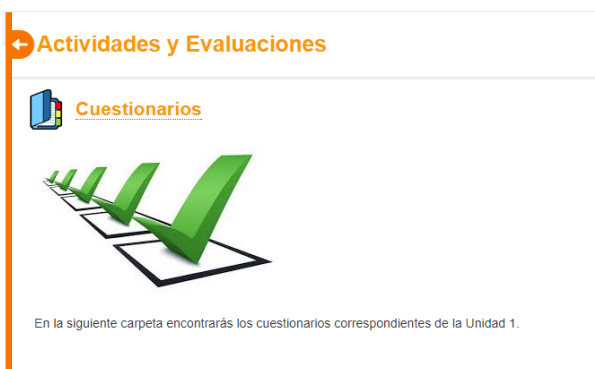 Actividades y Evaluaciones
Cuestionarios
En la siguiente carpeta encontrarás los cuestionarios correspondientes de la Unidad 1.